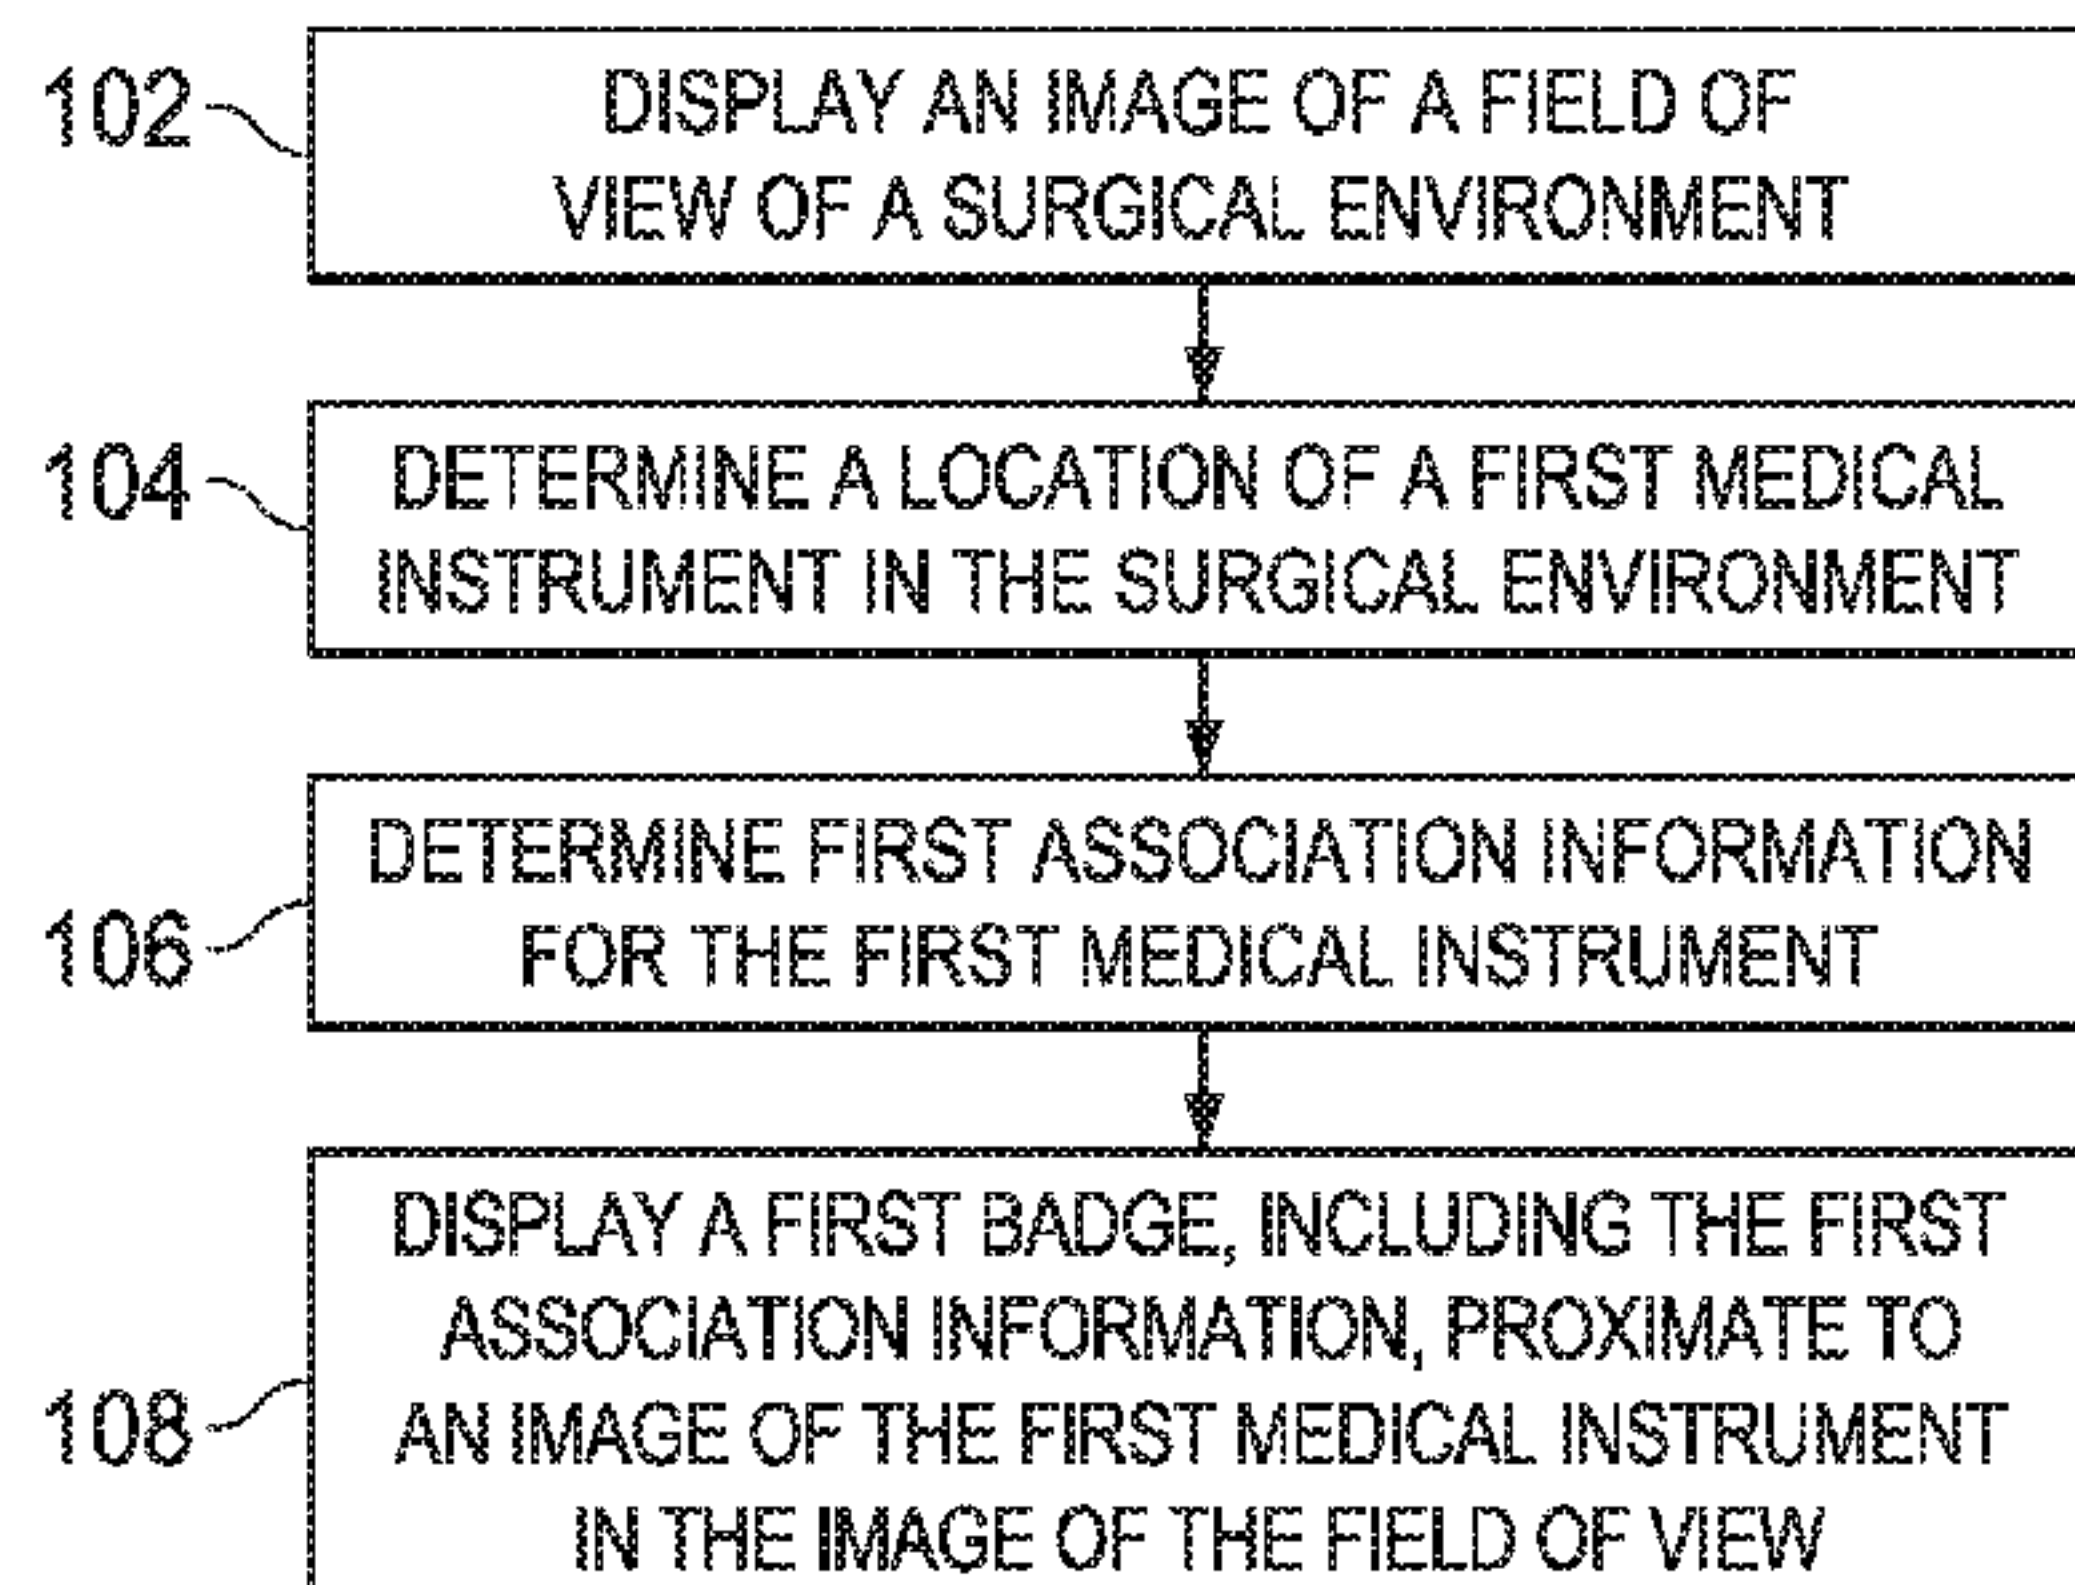 102
DISPLAY AN IMAGE OF A FIELD OF
VIEW OF A SURGICAL ENVIRONMENT
104
DETERMINE A LOCATION OF A FIRST MEDICAL
INSTRUMENT IN THE SURGICAL ENVIRONMENT
106
DETERMINE FIRST ASSOCIATION INFORMATION
FOR THE FIRST MEDICAL INSTRUMENT
108
DISPLAY A FIRST BADGE, INCLUDING THE FIRST
ASSOCIATION INFORMATION, PROXIMATE TO
AN IMAGE OF THE FIRST MEDICAL INSTRUMENT
IN THE IMAGE OF THE FIELD OF VIEW